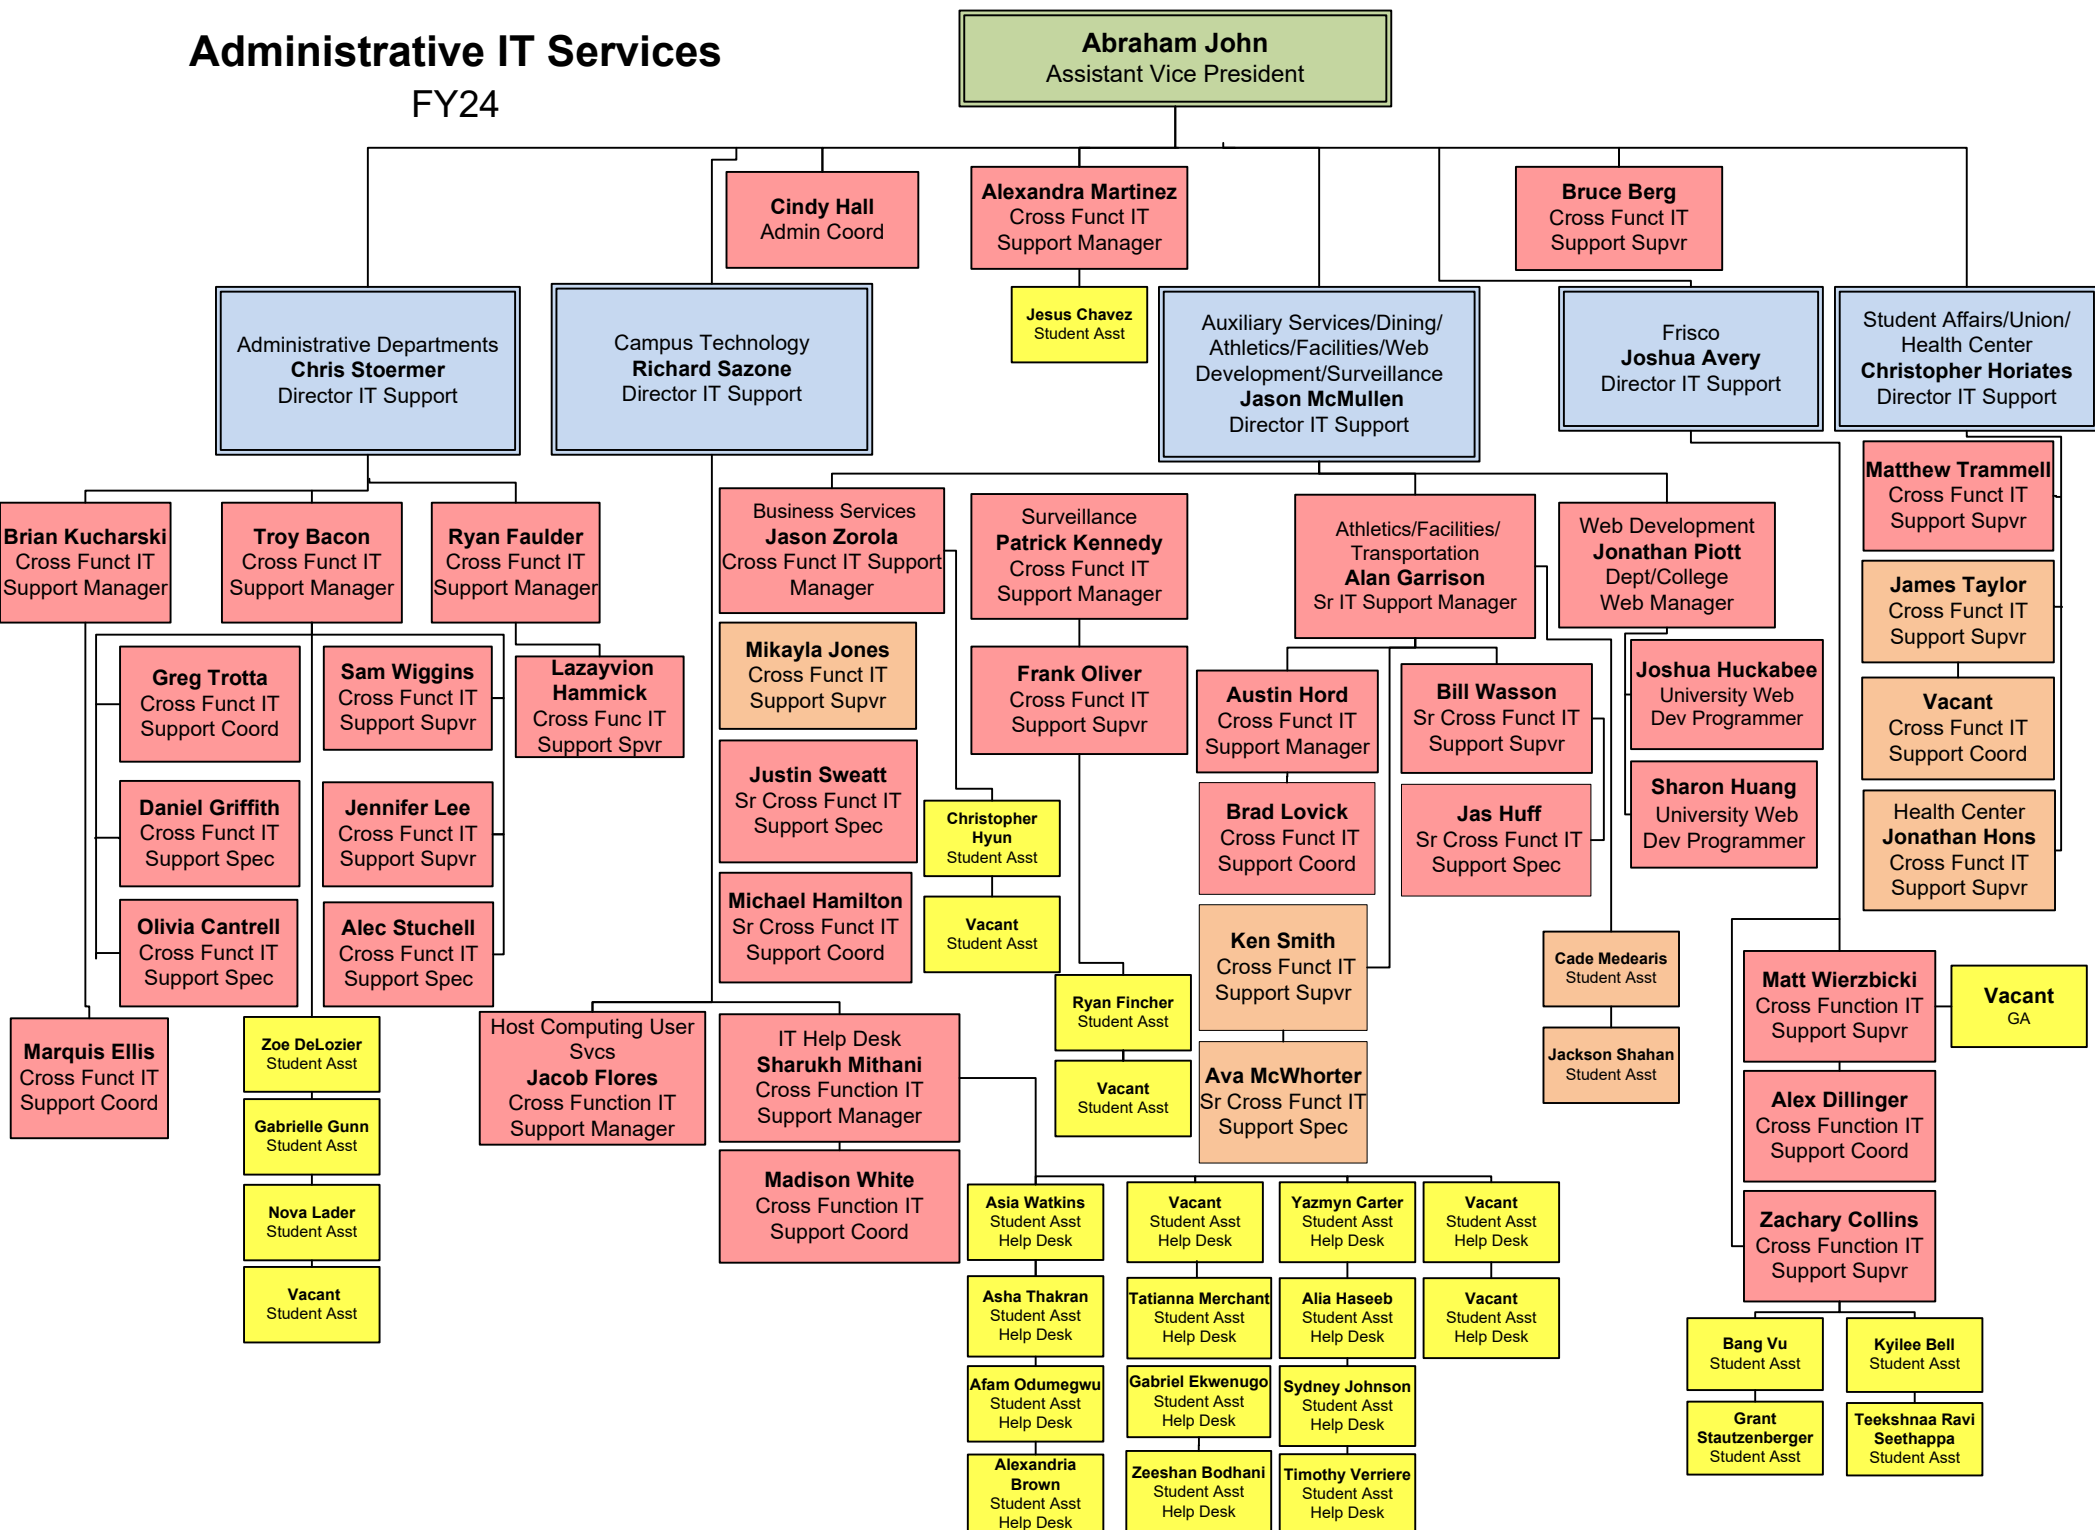 Administrative IT Services
FY24
Abraham John
Assistant Vice President
Cindy Hall
Admin Coord
Alexandra Martinez
Cross Funct IT
Support Manager
Bruce Berg
Cross Funct IT
Support Supvr
Jesus Chavez
Student Asst
Administrative Departments
Chris Stoermer
Director IT Support
Campus Technology
Richard Sazone
Director IT Support
Auxiliary Services/Dining/
Athletics/Facilities/Web
Development/Surveillance
Jason McMullen
Director IT Support
Frisco
Joshua Avery
Director IT Support
Student Affairs/Union/
Health Center
Christopher Horiates
Director IT Support
Brian Kucharski
Cross Funct IT
Support Manager
Troy Bacon
Cross Funct IT
Support Manager
Ryan Faulder
Cross Funct IT
Support Manager
Business Services
Jason Zorola
Cross Funct IT Support
Manager
Surveillance
Patrick Kennedy
Cross Funct IT
Support Manager
Athletics/Facilities/
Transportation
Alan Garrison
Sr IT Support Manager
Web Development
Jonathan Piott
Dept/College
Web Manager
Matthew Trammell
Cross Funct IT
Support Supvr
James Taylor
Cross Funct IT
Support Supvr
Vacant
Cross Funct IT
Support Coord
Health Center
Jonathan Hons
Cross Funct IT
Support Supvr
Greg Trotta
Cross Funct IT
Support Coord
Sam Wiggins
Cross Funct IT
Support Supvr
Lazayvion
Hammick
Cross Func IT
Support Spvr
Mikayla Jones
Cross Funct IT
Support Supvr
Frank Oliver
Cross Funct IT
Support Supvr
Austin Hord
Cross Funct IT
Support Manager
Bill Wasson
Sr Cross Funct IT
Support Supvr
Joshua Huckabee
University Web
Dev Programmer
Daniel Griffith
Cross Funct IT
Support Spec
Jennifer Lee
Cross Funct IT
Support Supvr
Justin Sweatt
Sr Cross Funct IT
Support Spec
Christopher
Hyun
Student Asst
Brad Lovick
Cross Funct IT
Support Coord
Jas Huff
Sr Cross Funct IT
Support Spec
Sharon Huang
University Web
Dev Programmer
Olivia Cantrell
Cross Funct IT
Support Spec
Alec Stuchell
Cross Funct IT
Support Spec
Michael Hamilton
Sr Cross Funct IT
Support Coord
Vacant
Student Asst
Ken Smith
Cross Funct IT
Support Supvr
Cade Medearis
Student Asst
Matt Wierzbicki
Cross Function IT
Support Supvr
Vacant
GA
Marquis Ellis
Cross Funct IT
Support Coord
Zoe DeLozier
Student Asst
Host Computing User
Svcs
Jacob Flores
Cross Function IT
Support Manager
IT Help Desk
Sharukh Mithani
Cross Function IT
Support Manager
Ryan Fincher
Student Asst
Vacant
Student Asst
Ava McWhorter
Sr Cross Funct IT
Support Spec
Jackson Shahan
Student Asst
Alex Dillinger
Cross Function IT
Support Coord
Gabrielle Gunn
Student Asst
Nova Lader
Student Asst
Vacant
Student Asst
Madison White
Cross Function IT
Support Coord
Zachary Collins
Cross Function IT
Support Supvr
Asia Watkins
Student Asst
Help Desk
Vacant
Student Asst
Help Desk
Yazmyn Carter
Student Asst
Help Desk
Vacant
Student Asst
Help Desk
Asha Thakran
Student Asst
Help Desk
Tatianna Merchant
Student Asst
Help Desk
Alia Haseeb
Student Asst
Help Desk
Vacant
Student Asst
Help Desk
Bang Vu
Student Asst
Kyilee Bell
Student Asst
Afam Odumegwu
Student Asst
Help Desk
Gabriel Ekwenugo
Student Asst
Help Desk
Sydney Johnson
Student Asst
Help Desk
Grant
Stautzenberger
Student Asst
Teekshnaa Ravi
Seethappa
Student Asst
Alexandria
Brown
Student Asst
Help Desk
Zeeshan Bodhani
Student Asst
Help Desk
Timothy Verriere
Student Asst
Help Desk